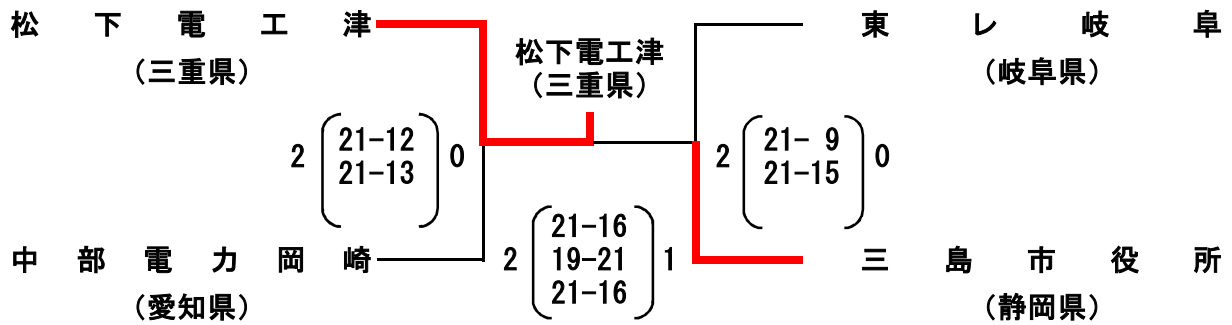 松下電工津
(三重県)
東レ岐阜
(岐阜県)
松下電工津
(三重県)
2 21-12 0
21-13
2 21- 9 0
21-15
2 21-16 1
19-21
21-16
中部電力岡崎
(愛知県)
三島市役所
(静岡県)